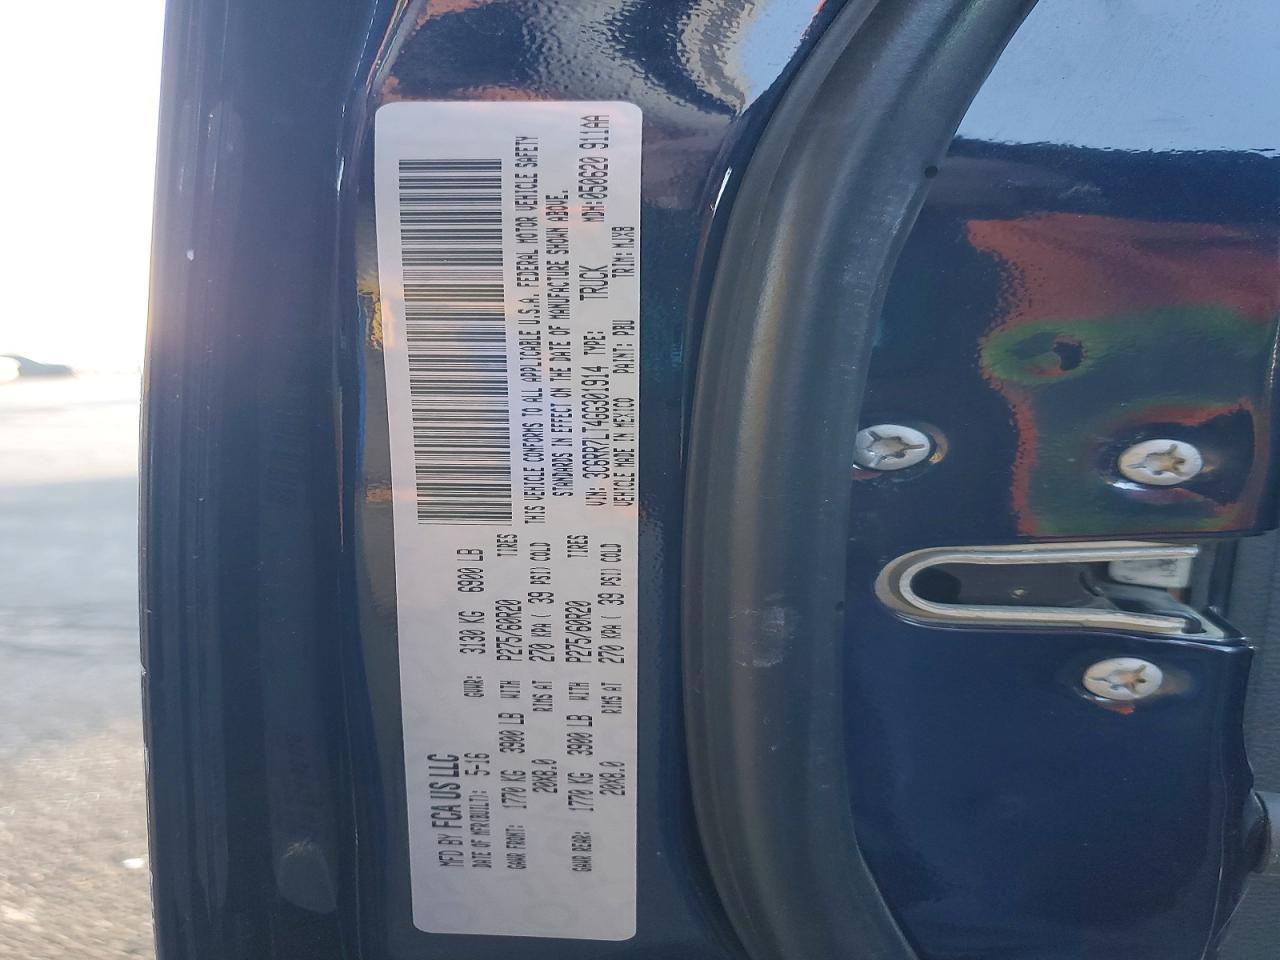 MFD BY FCA US LLC
DATE OF MFR(BUILT): 5-16 GVWR: 3130 KG 6900 LB
GAWR FRONT: 1770 KG 3900 LB WITH P275/60R20 TIRES
20X8.0 RIMS AT 270 KPA ( 39 PSI) COLD
GAWR REAR: 1770 KG 3900 LB WITH P275/60R20 TIRES
20X8.0 RIMS AT 270 KPA ( 39 PSI) COLD
THIS VEHICLE CONFORMS TO ALL APPLICABLE U.S.A. FEDERAL MOTOR VEHICLE SAFETY
STANDARDS IN EFFECT ON THE DATE OF MANUFACTURE SHOWN ABOVE.
VIN: 3C6RR7LT4GG301914 TYPE: TRUCK MDH:050620 911AA
VEHICLE MADE IN MEXICO PAINT: PBU TRIM: MJX8